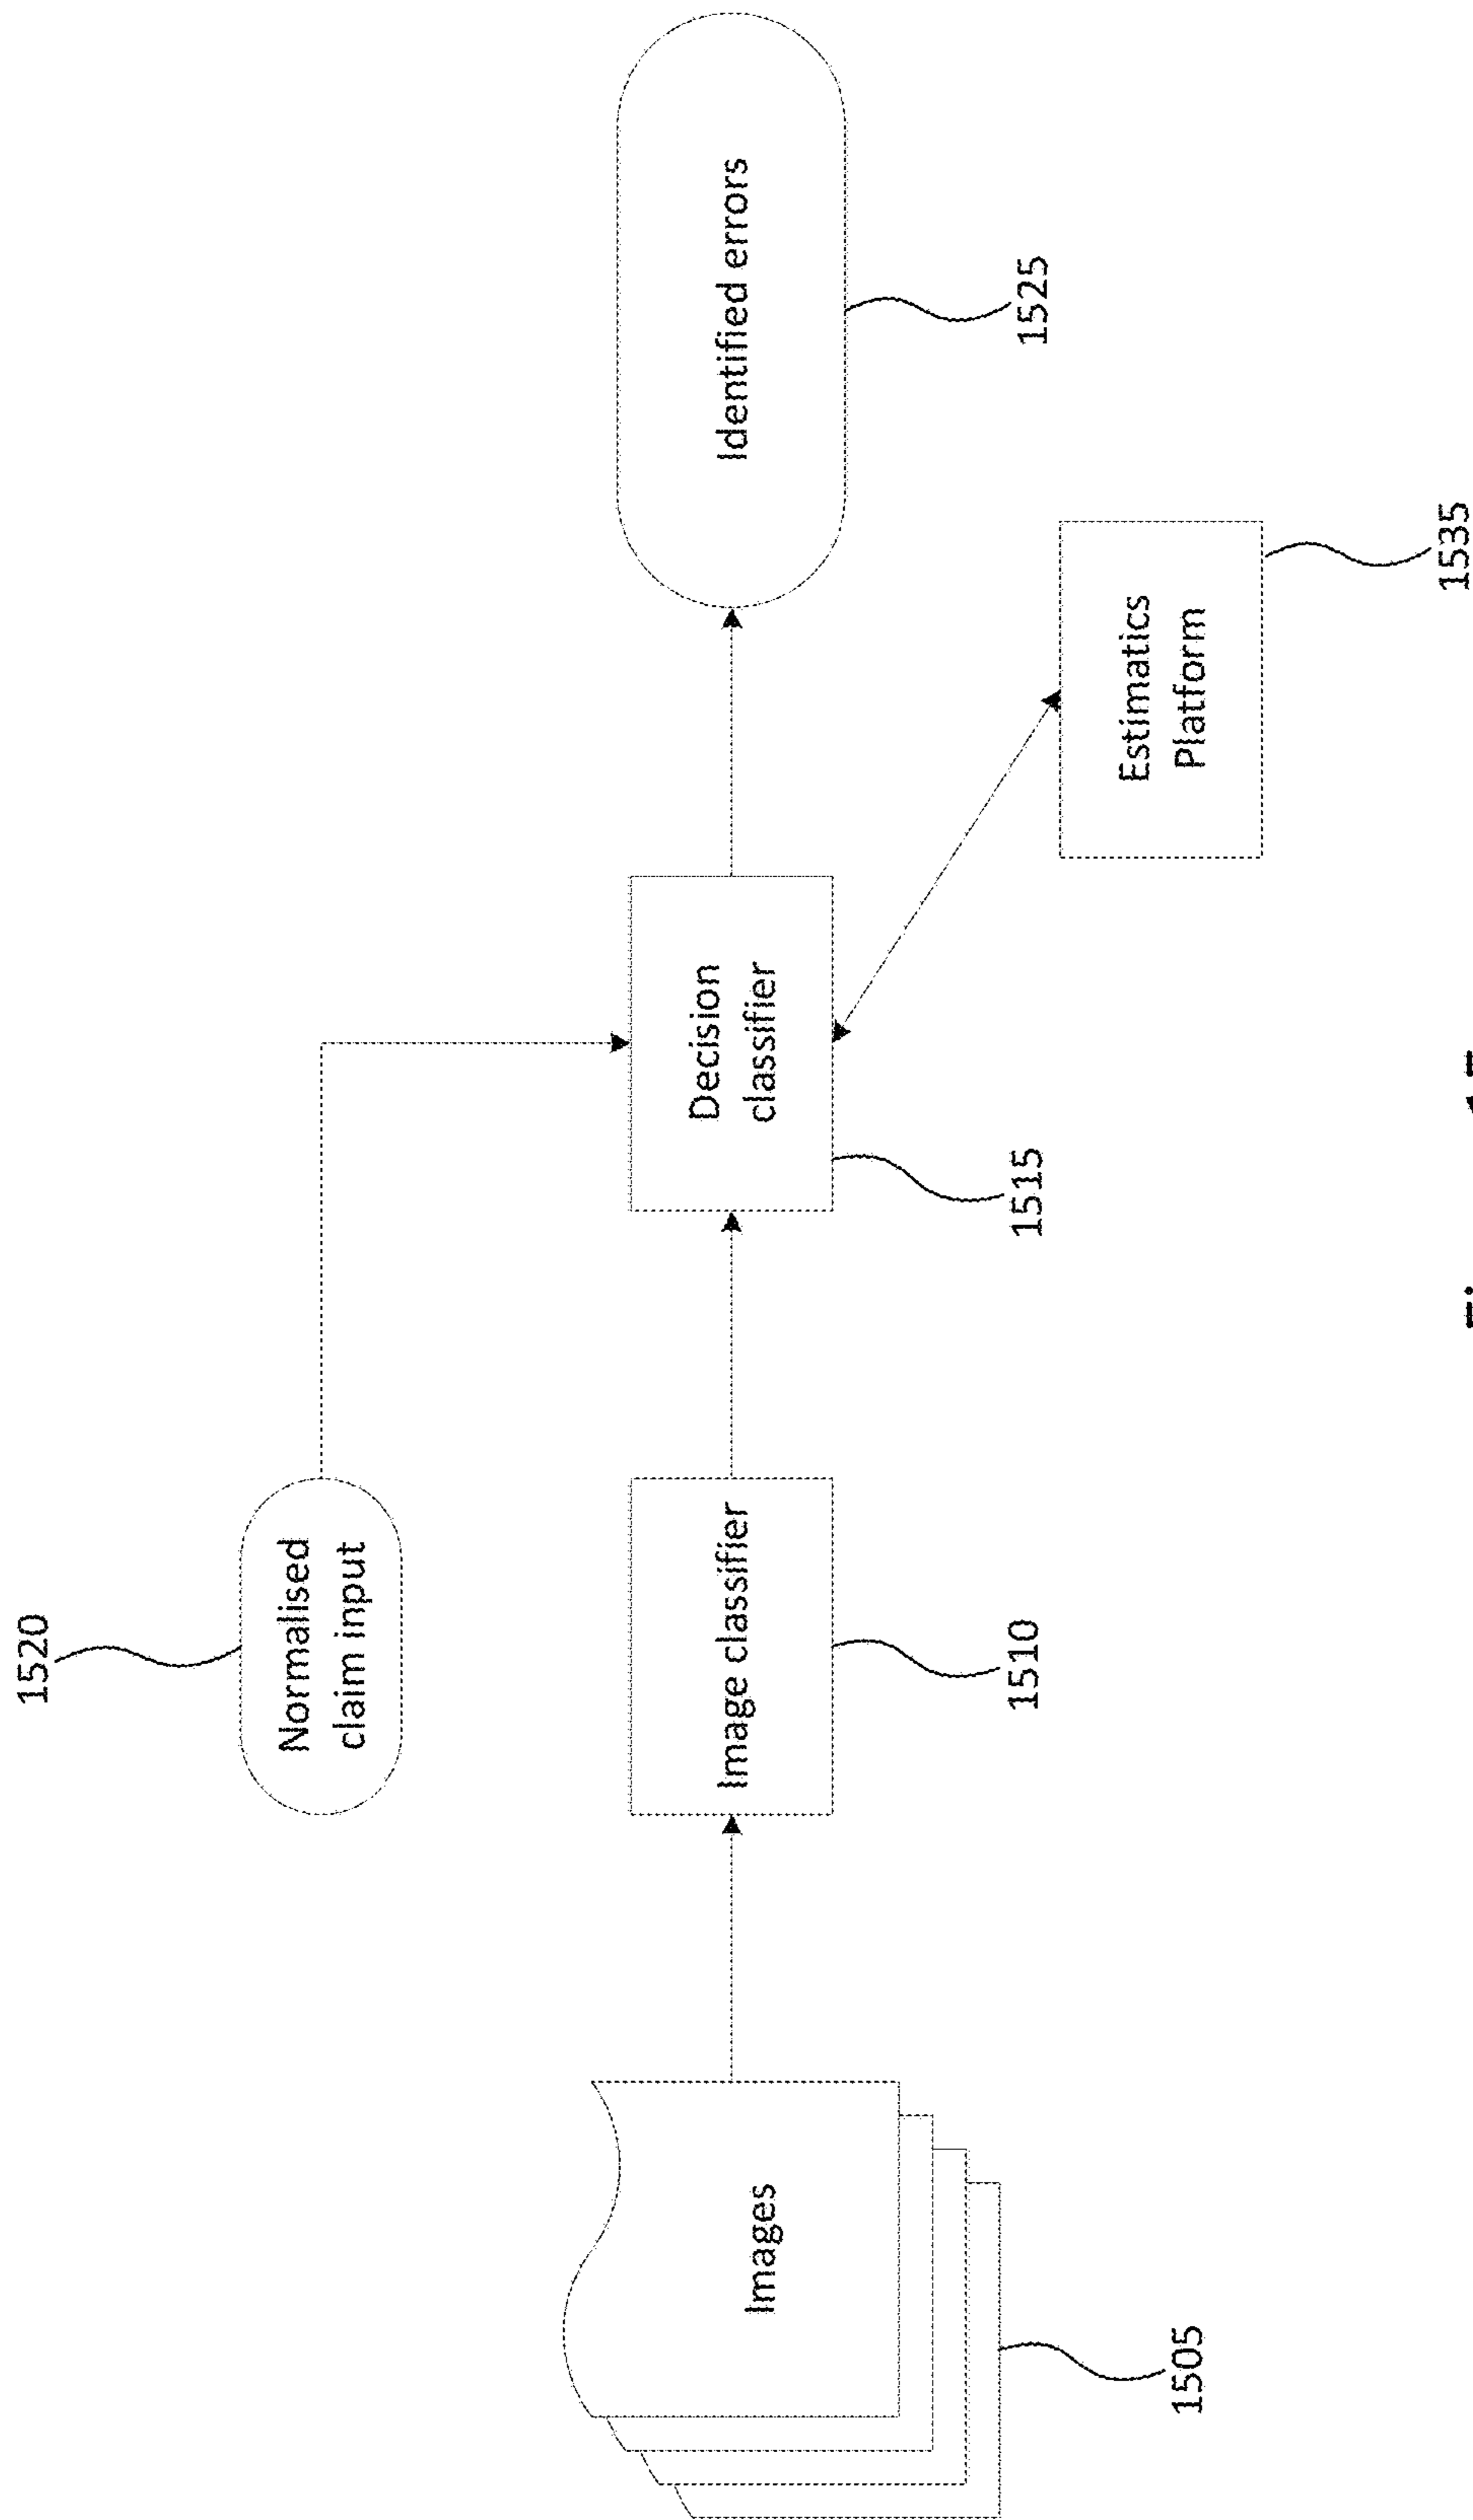 1520
Normalised
claim input
Images
1505
Image classifier
1510
Decision
classifier
1515
Identified errors
1525
Estimatics
Platform
1535